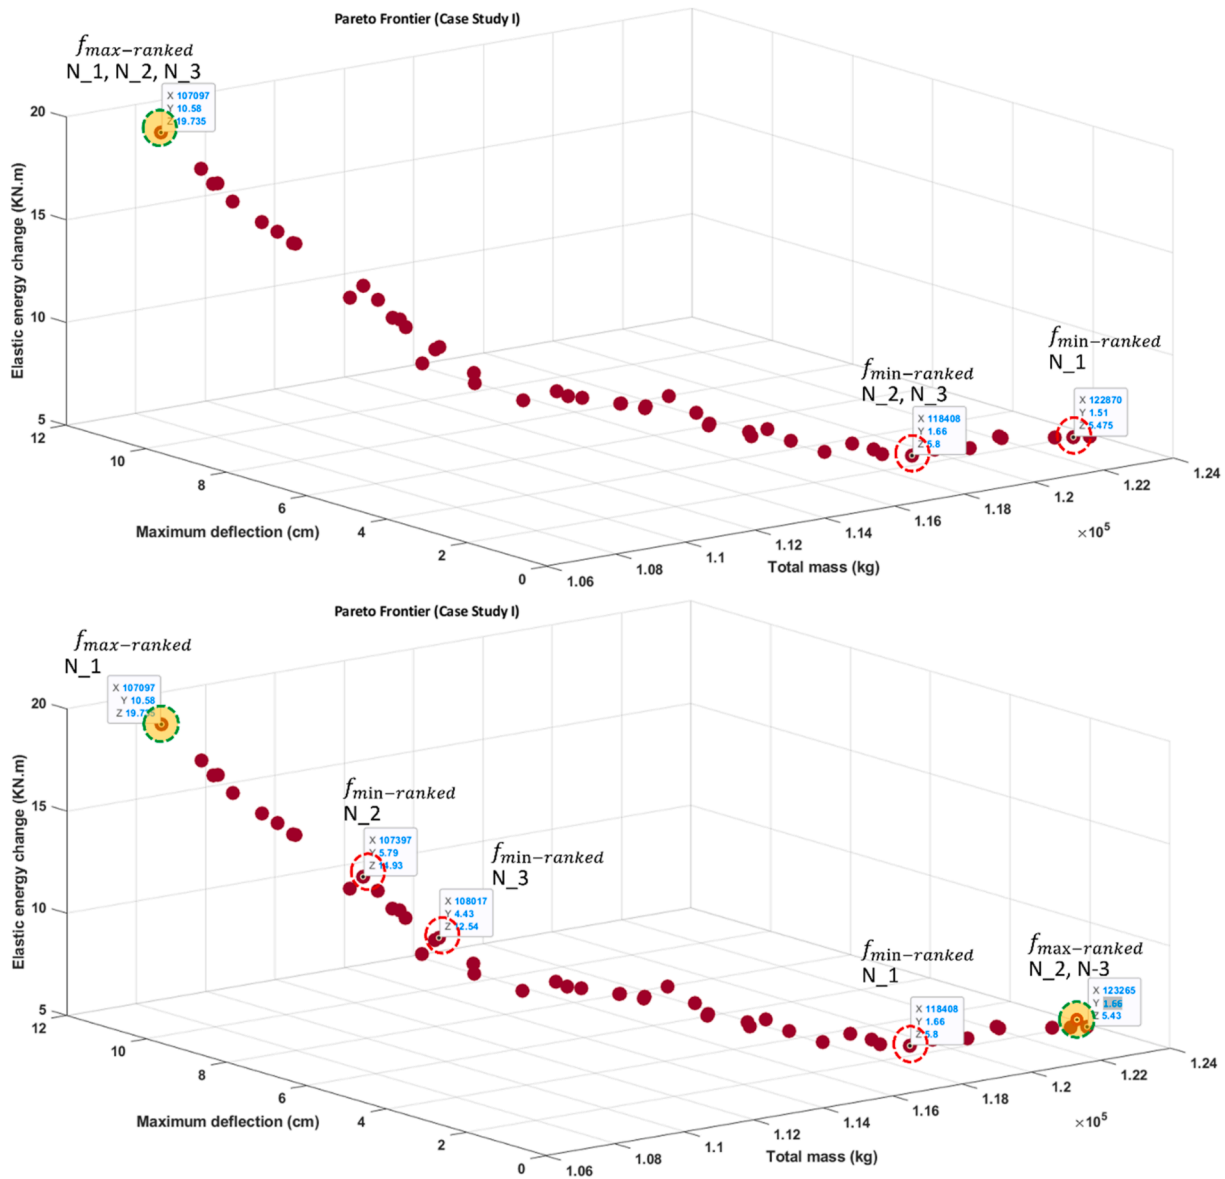 Pareto Frontier (Case Study I)
f_max−ranked
N_1, N_2, N_3
X 107097
Y 10.58
Z 19.735
20
15
10
5
Elastic energy change (KN.m)
f_min−ranked
N_1
X 122870
Y 1.51
Z 5.475
f_min−ranked
N_2, N_3
X 118408
Y 1.66
Z 5.8
12
10
8
6
4
2
0
Maximum deflection (cm)
1.06
1.08
1.1
1.12
1.14
1.16
1.18
1.2
1.22
1.24
×10^5
Total mass (kg)
Pareto Frontier (Case Study I)
f_max−ranked
N_1
X 107097
Y 10.58
20
15
10
5
Elastic energy change (KN.m)
f_min−ranked
N_2
X 107397
Y 5.79
Z 14.93
f_min−ranked
N_3
X 108017
Y 4.43
Z 12.54
f_min−ranked
N_1
X 118408
Y 1.66
Z 5.8
f_max−ranked
N_2, N-3
X 123265
Y 1.66
Z 5.43
12
10
8
6
4
2
0
Maximum deflection (cm)
1.06
1.08
1.1
1.12
1.14
1.16
1.18
1.2
1.22
1.24
×10^5
Total mass (kg)